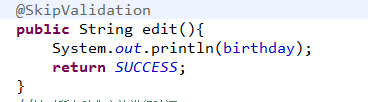 @SkipValidation
public String edit(){
System.out.println(birthday);
return SUCCESS;
}